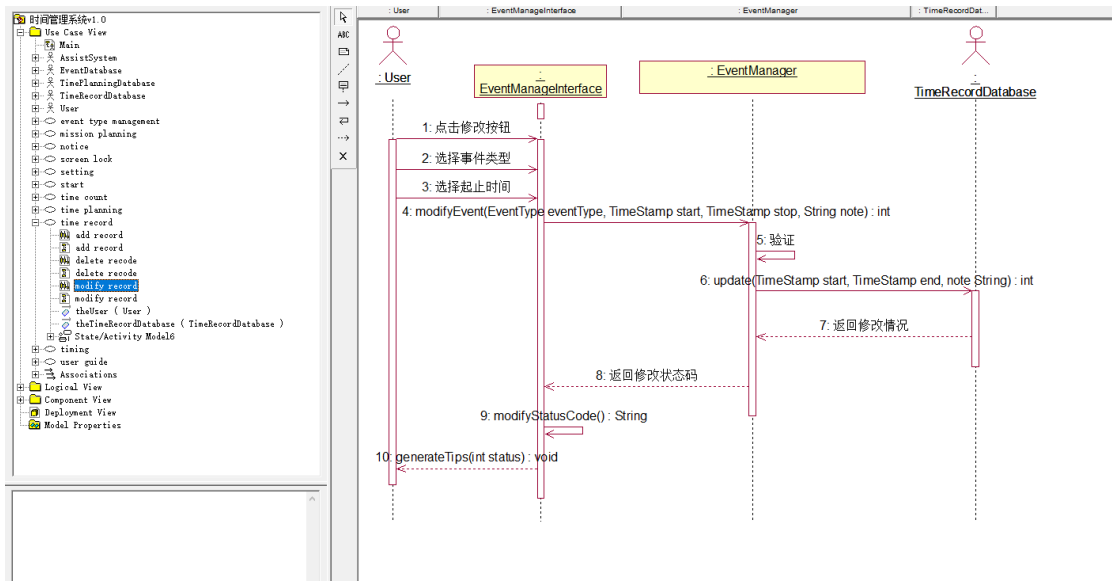 时间管理系统v1.0
Use Case View
Main
AssistSystem
EventDatabase
TimePlanningDatabase
TimeRecordDatabase
User
event type management
mission planning
notice
screen lock
setting
start
time count
time planning
time record
add record
add record
delete recode
delete recode
modify record
modify record
theUser ( User )
theTimeRecordDatabase ( TimeRecordDatabase )
State/Activity Model6
timing
user guide
Associations
Logical View
Component View
Deployment View
Model Properties
ABC
: User
: EventManageInterface
: EventManager
: TimeRecordDat...
: User
:
EventManageInterface
: EventManager
:
TimeRecordDatabase
1: 点击修改按钮
2: 选择事件类型
3: 选择起止时间
4: modifyEvent(EventType eventType, TimeStamp start, TimeStamp stop, String note) : int
5: 验证
6: update(TimeStamp start, TimeStamp end, note String) : int
7: 返回修改情况
8: 返回修改状态码
9: modifyStatusCode() : String
10: generateTips(int status) : void